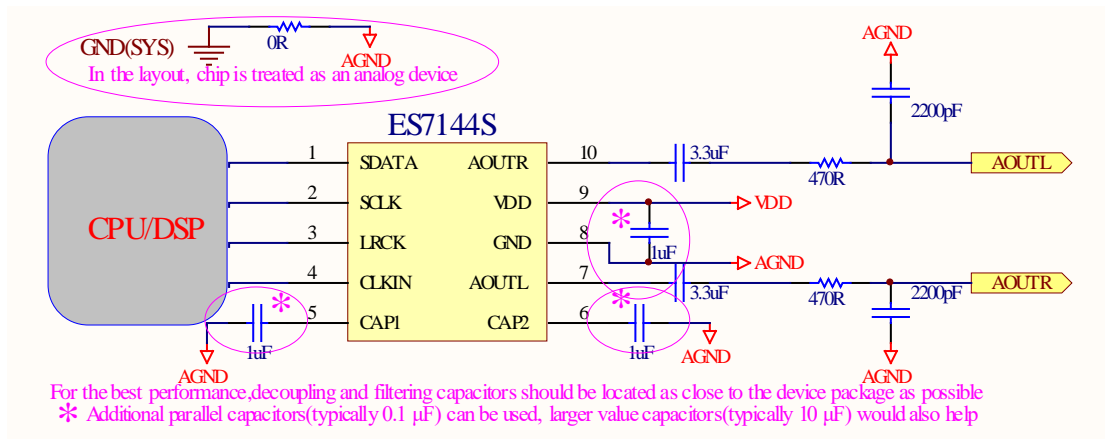 AGND
GND(SYS)
0R
AGND
In the layout, chip is treated as an analog device
2200pF
ES7144S
1
SDATA
AOUTR
10
3.3uF
470R
AOUTL
2
SCLK
VDD
9
VDD
CPU/DSP
*
1uF
3
LRCK
GND
8
AGND
4
CLKIN
AOUTL
7
3.3uF
470R
2200pF
AOUTR
*
*
5
CAP1
CAP2
6
1uF
1uF
AGND
AGND
AGND
For the best performance,decoupling and filtering capacitors should be located as close to the device package as possible
* Additional parallel capacitors(typically 0.1 µF) can be used, larger value capacitors(typically 10 µF) would also help